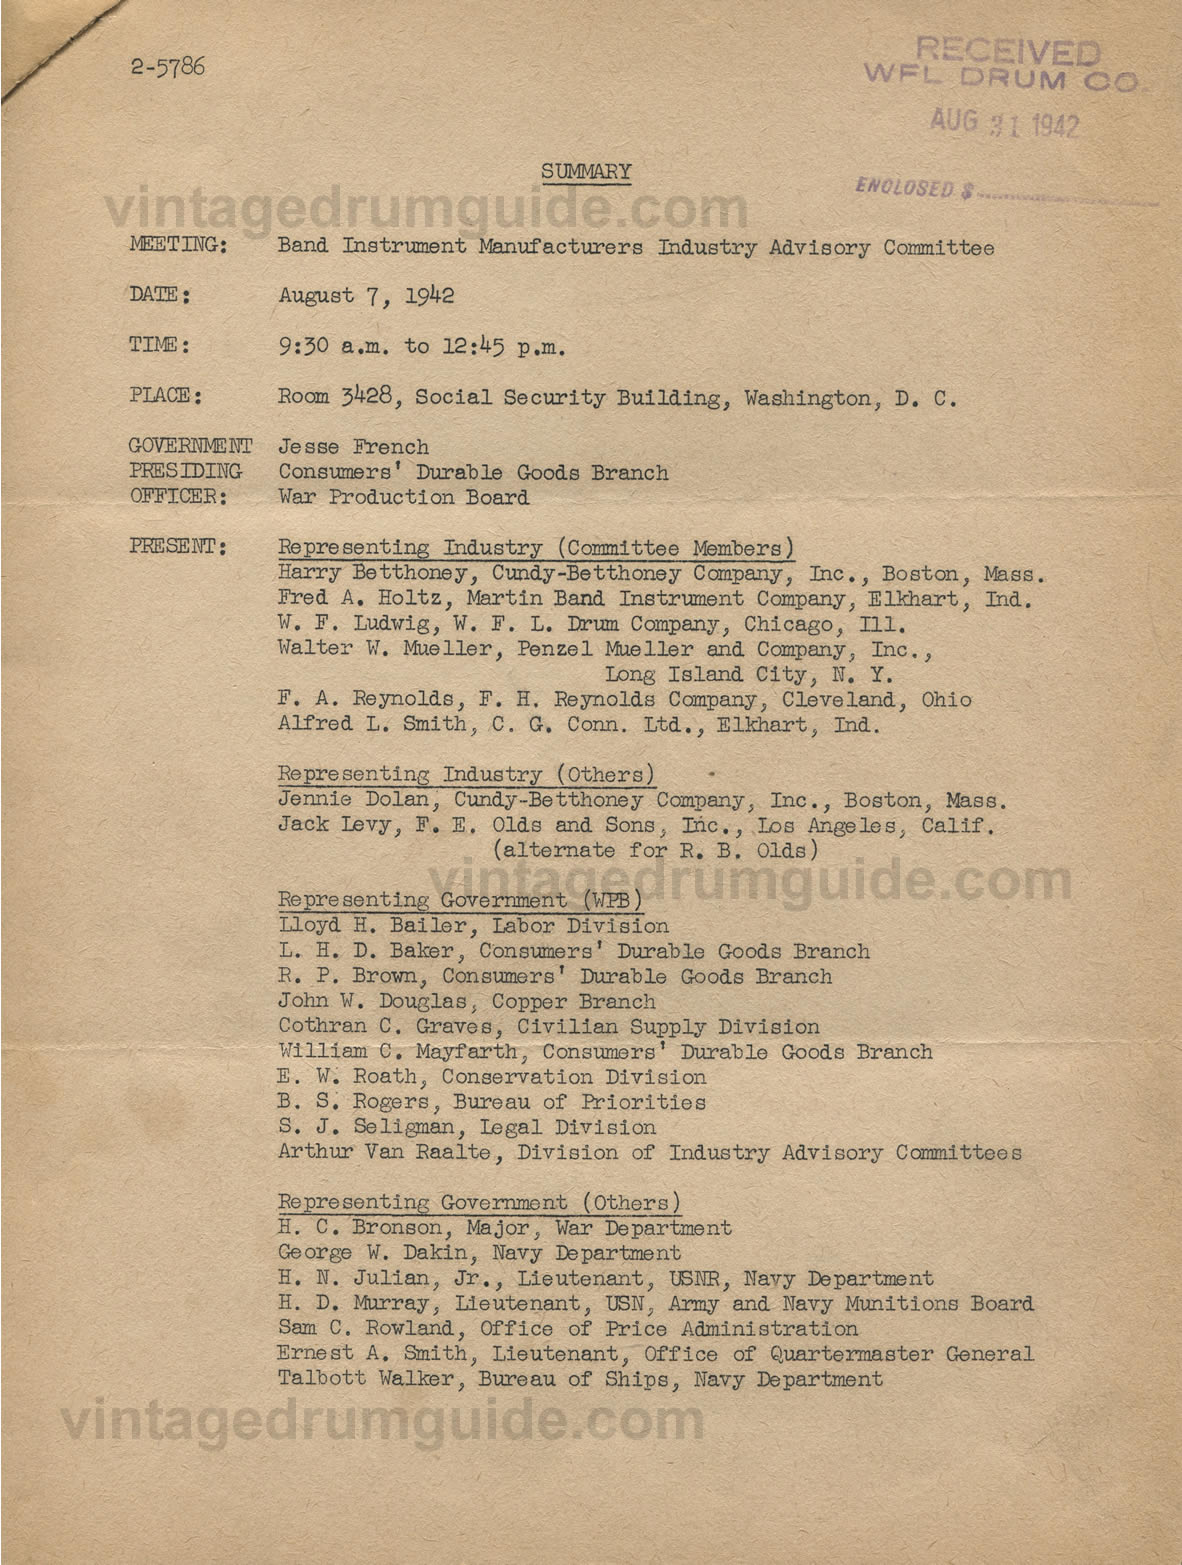 2-5786
RECEIVED
WFL DRUM CO.
AUG 31 1942
ENCLOSED $
SUMMARY
vintagedrumguide.com
MEETING: Band Instrument Manufacturers Industry Advisory Committee
DATE: August 7, 1942
TIME: 9:30 a.m. to 12:45 p.m.
PLACE: Room 3428, Social Security Building, Washington, D. C.
GOVERNMENT Jesse French
PRESIDING Consumers' Durable Goods Branch
OFFICER: War Production Board
PRESENT: Representing Industry (Committee Members)
Harry Betthoney, Cundy-Betthoney Company, Inc., Boston, Mass.
Fred A. Holtz, Martin Band Instrument Company, Elkhart, Ind.
W. F. Ludwig, W. F. L. Drum Company, Chicago, Ill.
Walter W. Mueller, Penzel Mueller and Company, Inc.,
Long Island City, N. Y.
F. A. Reynolds, F. H. Reynolds Company, Cleveland, Ohio
Alfred L. Smith, C. G. Conn. Ltd., Elkhart, Ind.
Representing Industry (Others)
Jennie Dolan, Cundy-Betthoney Company, Inc., Boston, Mass.
Jack Levy, F. E. Olds and Sons, Inc., Los Angeles, Calif.
(alternate for R. B. Olds)
vintagedrumguide.com
Representing Government (WPB)
Lloyd H. Bailer, Labor Division
L. H. D. Baker, Consumers' Durable Goods Branch
R. P. Brown, Consumers' Durable Goods Branch
John W. Douglas, Copper Branch
Cothran C. Graves, Civilian Supply Division
William C. Mayfarth, Consumers' Durable Goods Branch
E. W. Roath, Conservation Division
B. S. Rogers, Bureau of Priorities
S. J. Seligman, Legal Division
Arthur Van Raalte, Division of Industry Advisory Committees
Representing Government (Others)
H. C. Bronson, Major, War Department
George W. Dakin, Navy Department
H. N. Julian, Jr., Lieutenant, USNR, Navy Department
H. D. Murray, Lieutenant, USN, Army and Navy Munitions Board
Sam C. Rowland, Office of Price Administration
Ernest A. Smith, Lieutenant, Office of Quartermaster General
Talbott Walker, Bureau of Ships, Navy Department
vintagedrumguide.com